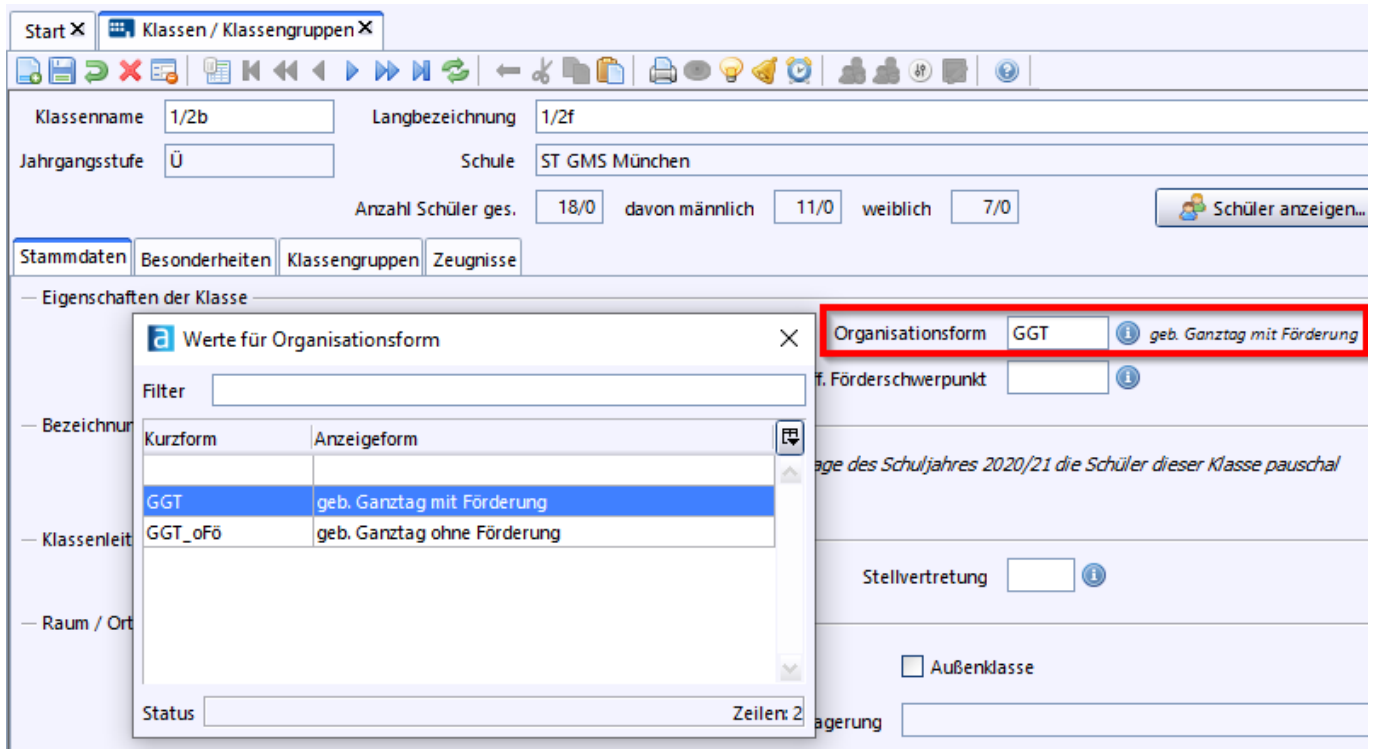 Start Klassen / Klassengruppen
Klassenname 1/2b Langbezeichnung 1/2f
Jahrgangsstufe Ü Schule ST GMS München
Anzahl Schüler ges. 18/0 davon männlich 11/0 weiblich 7/0 Schüler anzeigen...
Stammdaten Besonderheiten Klassengruppen Zeugnisse
Eigenschaften der Klasse
Organisationsform GGT geb. Ganztag mit Förderung
f. Förderschwerpunkt
Werte für Organisationsform
Filter
Kurzform Anzeigeform
GGT geb. Ganztag mit Förderung
GGT_oFö geb. Ganztag ohne Förderung
Status Zeilen: 2
Bezeichnun
age des Schuljahres 2020/21 die Schüler dieser Klasse pauschal
Klassenleit
Stellvertretung
Raum / Ort
Außenklasse
agerung